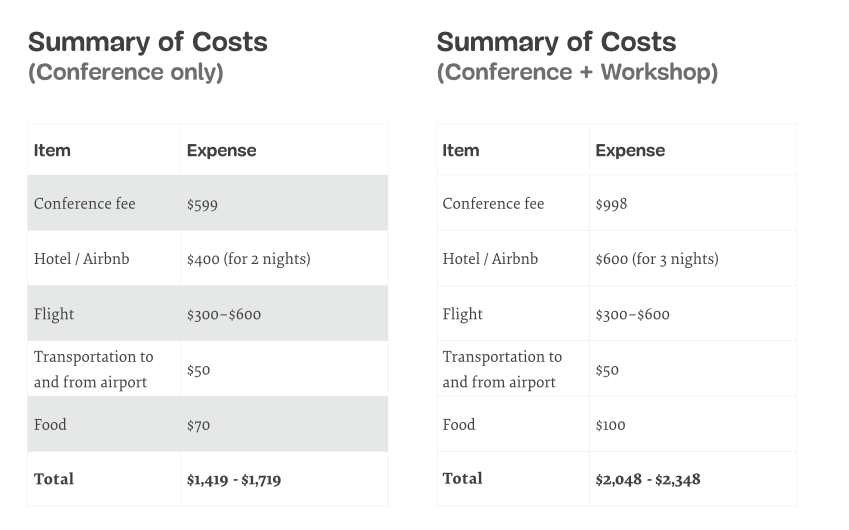 Summary of Costs
(Conference only)
Item Expense
Conference fee $599
Hotel / Airbnb $400 (for 2 nights)
Flight $300–$600
Transportation to
and from airport $50
Food $70
Total $1,419 - $1,719
Summary of Costs
(Conference + Workshop)
Item Expense
Conference fee $998
Hotel / Airbnb $600 (for 3 nights)
Flight $300–$600
Transportation to
and from airport $50
Food $100
Total $2,048 - $2,348